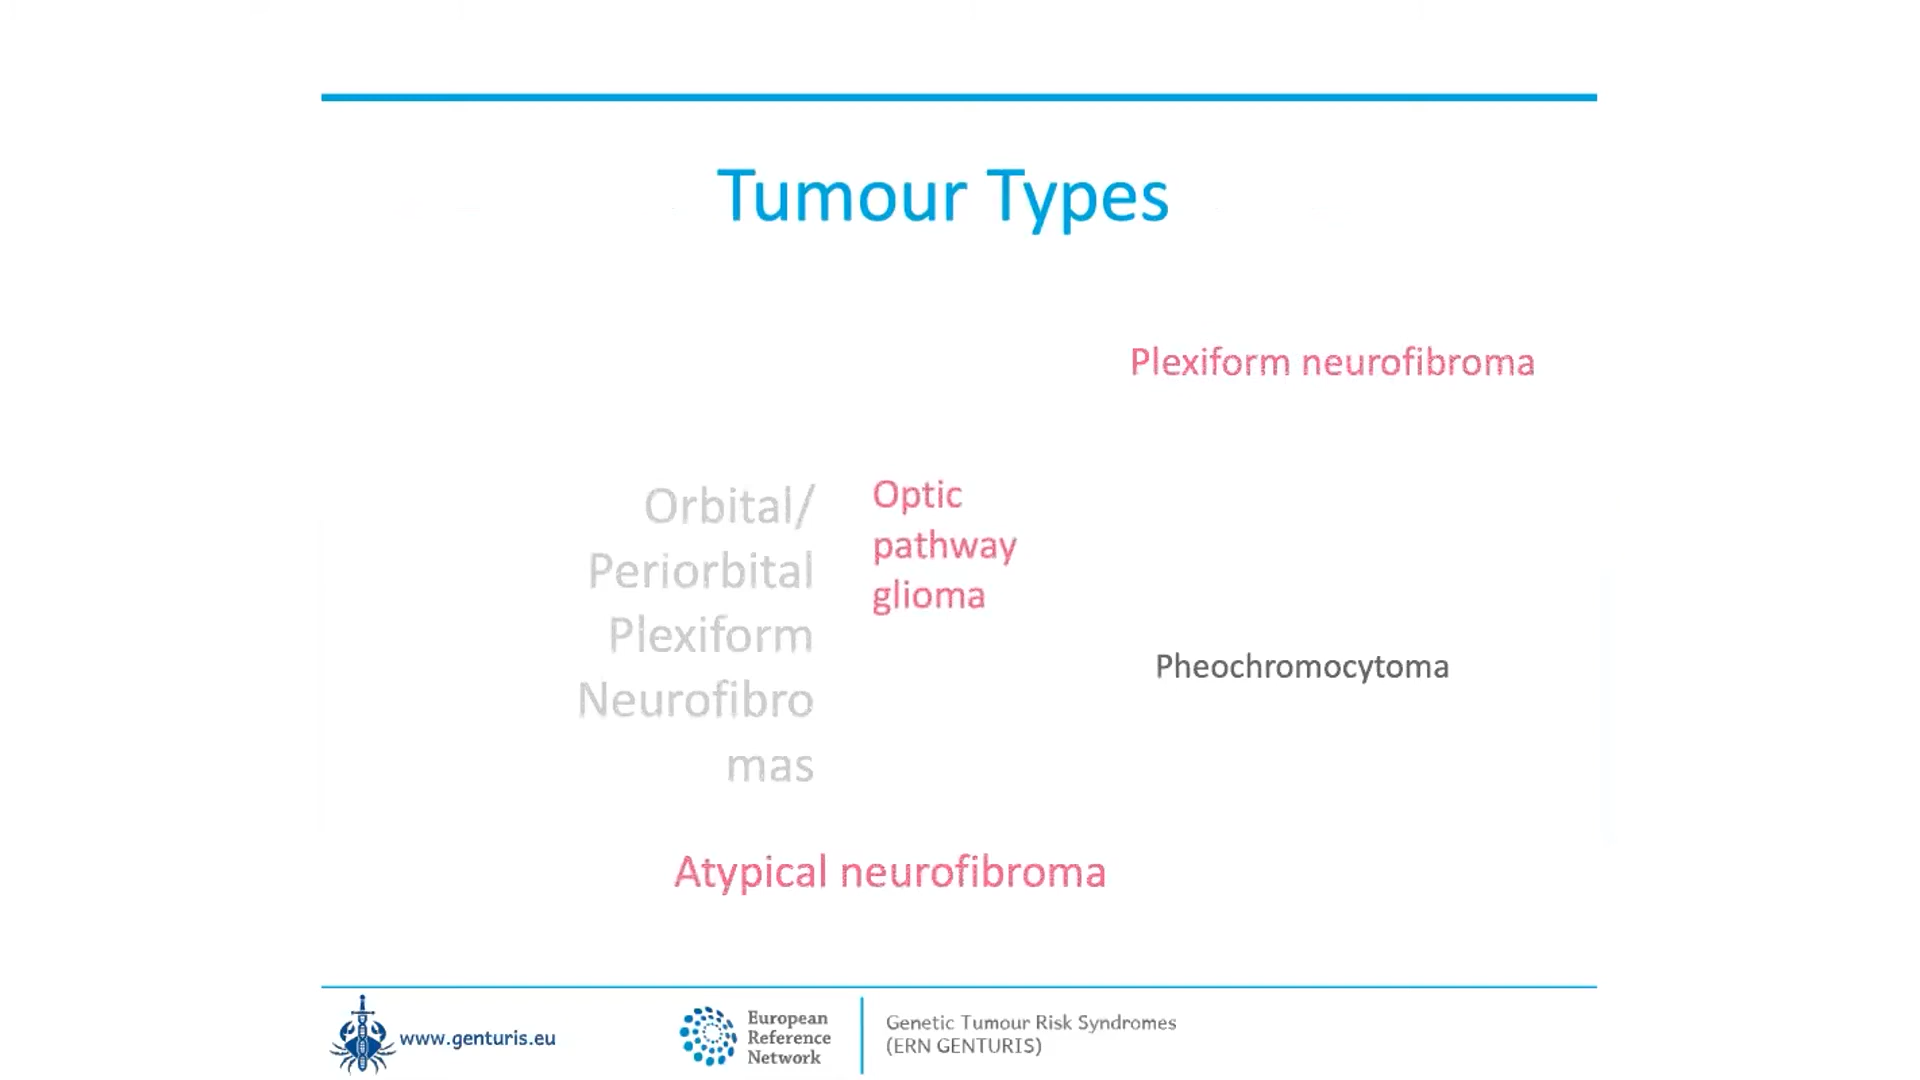 Tumour Types
Plexiform neurofibroma
Orbital/
Periorbital
Plexiform
Neurofibro
mas
Optic
pathway
glioma
Pheochromocytoma
Atypical neurofibroma
www.genturis.eu
European
Reference
Network
Genetic Tumour Risk Syndromes
(ERN GENTURIS)